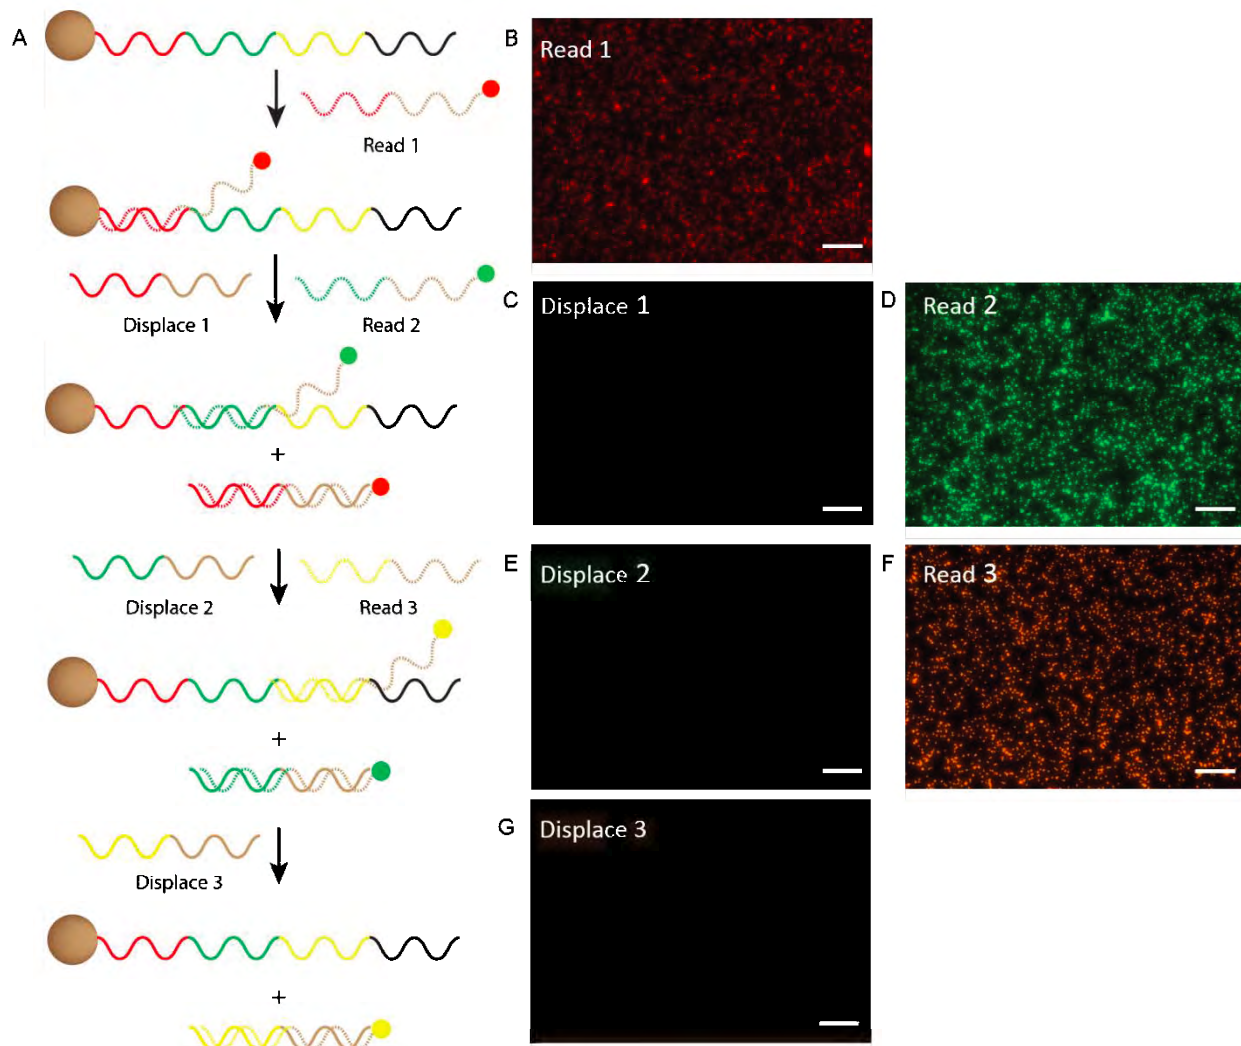 A
Read 1
Displace 1
Read 2
+
Displace 2
Read 3
+
Displace 3
+
B
Read 1
C
Displace 1
D
Read 2
E
Displace 2
F
Read 3
G
Displace 3